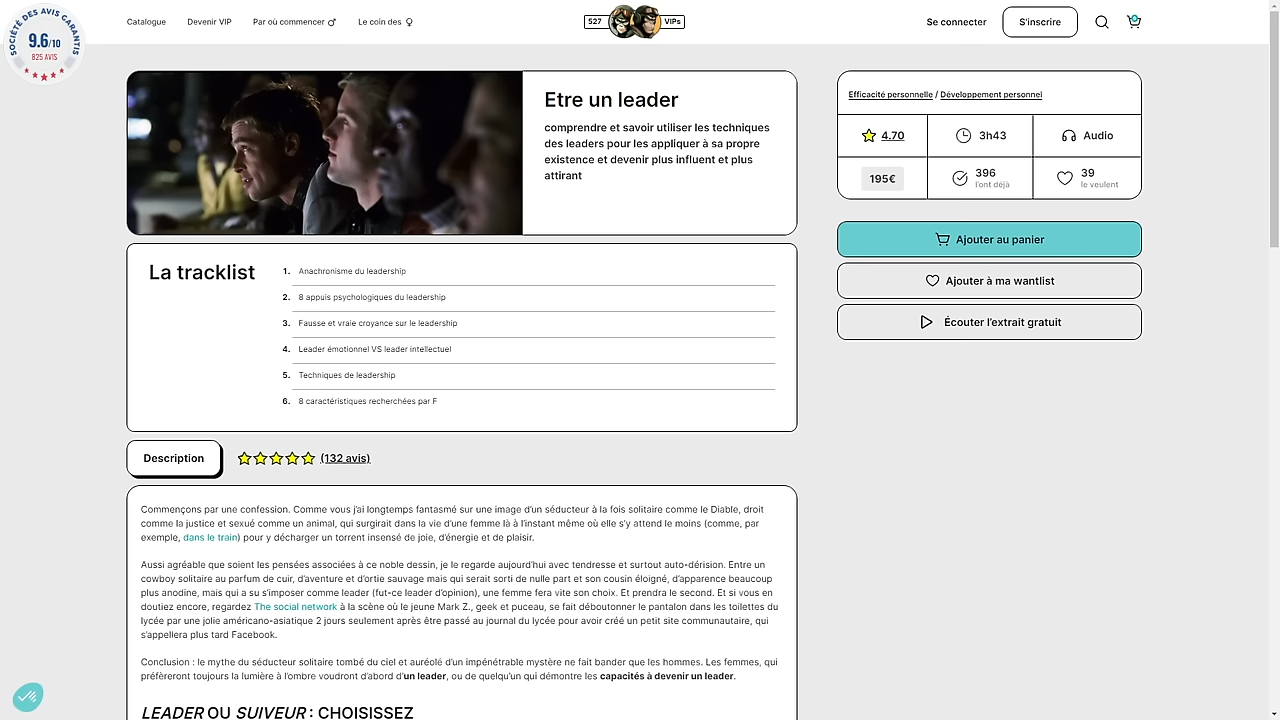 SOCIÉTÉ DES AVIS GARANTIS
9.6/10
825 AVIS
Catalogue
Devenir VIP
Par où commencer ♂
Le coin des ♀
527
VIPs
Se connecter
S'inscrire
0
Etre un leader
comprendre et savoir utiliser les techniques
des leaders pour les appliquer à sa propre
existence et devenir plus influent et plus
attirant
Efficacité personnelle / Développement personnel
4.70
3h43
Audio
195€
396
l'ont déjà
39
le veulent
Ajouter au panier
Ajouter à ma wantlist
Écouter l'extrait gratuit
La tracklist
1. Anachronisme du leadership
2. 8 appuis psychologiques du leadership
3. Fausse et vraie croyance sur le leadership
4. Leader émotionnel VS leader intellectuel
5. Techniques de leadership
6. 8 caractéristiques recherchées par F
Description
(132 avis)
Commençons par une confession. Comme vous j'ai longtemps fantasmé sur une image d'un séducteur à la fois solitaire comme le Diable, droit
comme la justice et sexué comme un animal, qui surgirait dans la vie d'une femme là à l'instant même où elle s'y attend le moins (comme, par
exemple, dans le train) pour y décharger un torrent insensé de joie, d'énergie et de plaisir.
Aussi agréable que soient les pensées associées à ce noble dessin, je le regarde aujourd'hui avec tendresse et surtout auto-dérision. Entre un
cowboy solitaire au parfum de cuir, d'aventure et d'ortie sauvage mais qui serait sorti de nulle part et son cousin éloigné, d'apparence beaucoup
plus anodine, mais qui a su s'imposer comme leader (fut-ce leader d'opinion), une femme fera vite son choix. Et prendra le second. Et si vous en
doutiez encore, regardez The social network à la scène où le jeune Mark Z., geek et puceau, se fait déboutonner le pantalon dans les toilettes du
lycée par une jolie américano-asiatique 2 jours seulement après être passé au journal du lycée pour avoir créé un petit site communautaire, qui
s'appellera plus tard Facebook.
Conclusion : le mythe du séducteur solitaire tombé du ciel et auréolé d'un impénétrable mystère ne fait bander que les hommes. Les femmes, qui
préfèreront toujours la lumière à l'ombre voudront d'abord d'un leader, ou de quelqu'un qui démontre les capacités à devenir un leader.
LEADER OU SUIVEUR : CHOISISSEZ